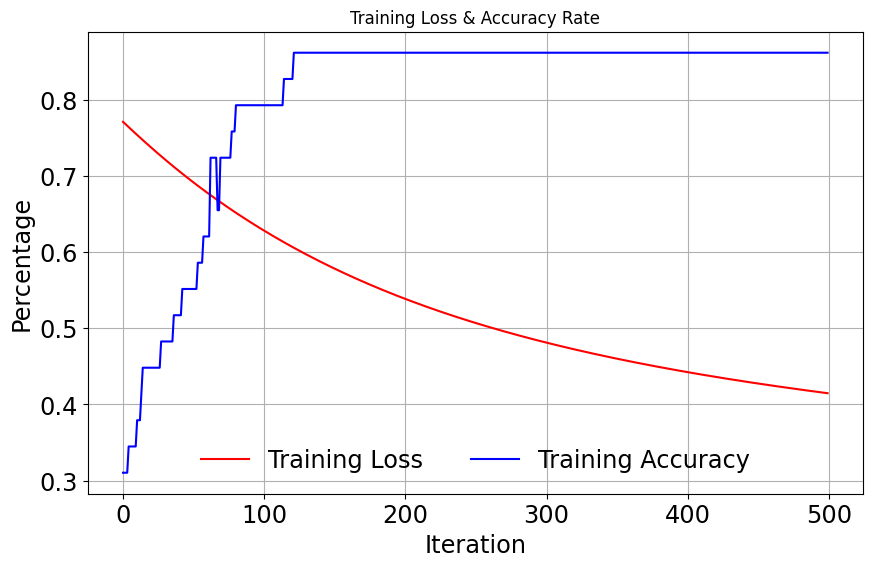 Training Loss & Accuracy Rate
Percentage
0.8
0.7
0.6
0.5
0.4
0.3
Training Loss
Training Accuracy
0 100 200 300 400 500
Iteration